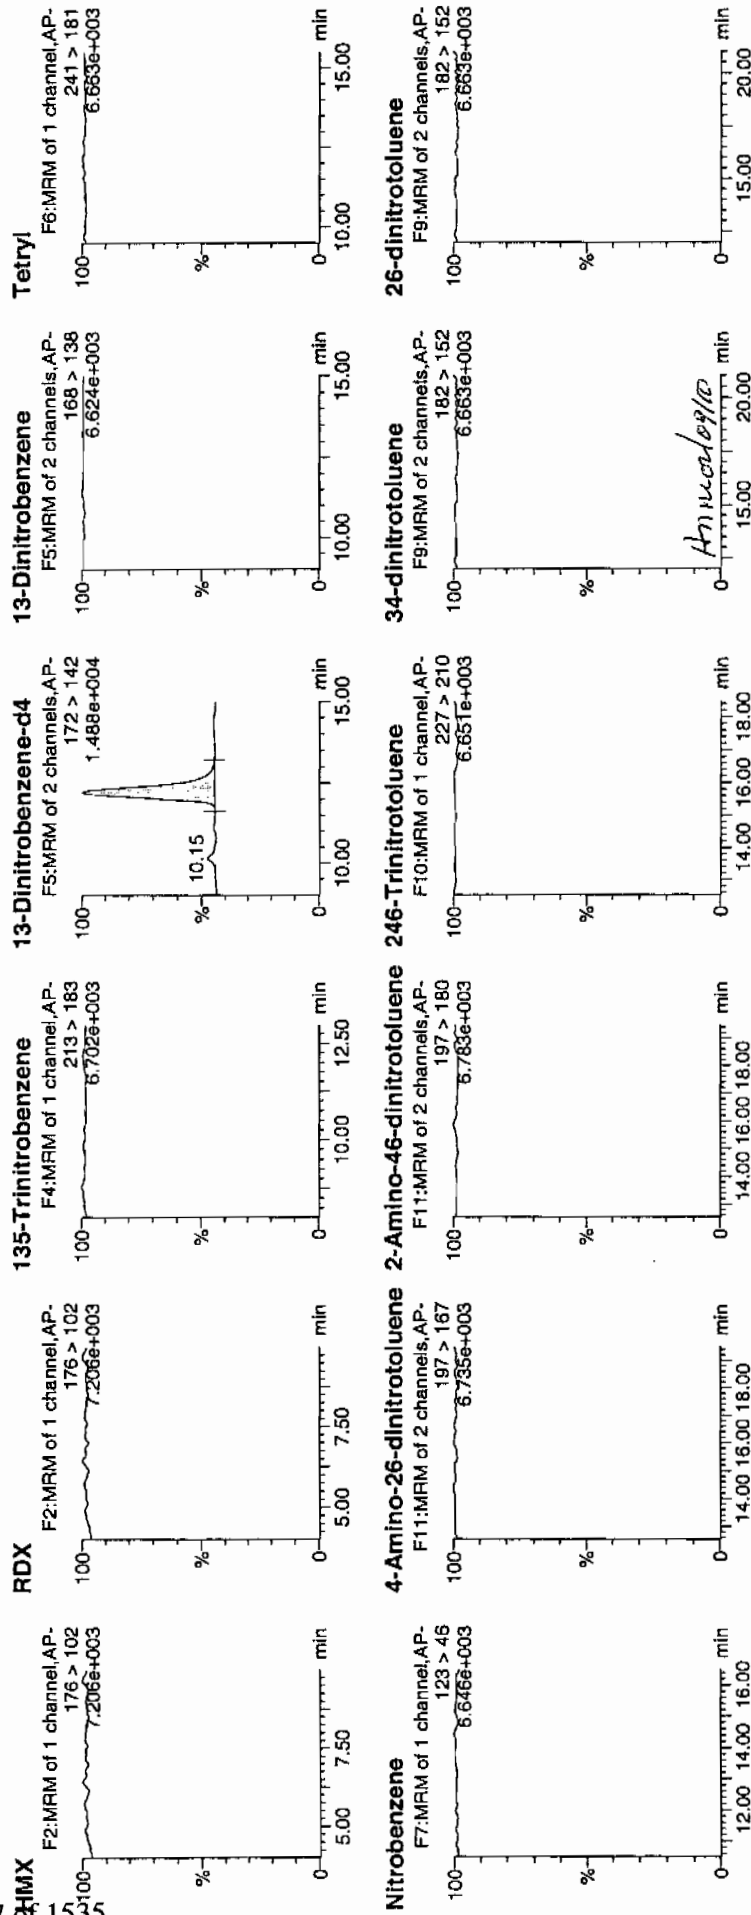 HMX
F2:MRM of 1 channel,AP-
176 > 102
7.206e+003
100
%
0
5.00 7.50 min
RDX
F2:MRM of 1 channel,AP-
176 > 102
7.206e+003
100
%
0
5.00 7.50 min
135-Trinitrobenzene
F4:MRM of 1 channel,AP-
213 > 183
6.702e+003
100
%
0
10.00 12.50 min
13-Dinitrobenzene-d4
F5:MRM of 2 channels,AP-
172 > 142
1.488e+004
100
%
10.15
0
10.00 15.00 min
13-Dinitrobenzene
F5:MRM of 2 channels,AP-
168 > 138
6.624e+003
100
%
0
10.00 15.00 min
Tetryl
F6:MRM of 1 channel,AP-
241 > 181
6.663e+003
100
%
0
10.00 15.00 min
Nitrobenzene
F7:MRM of 1 channel,AP-
123 > 46
6.646e+003
100
%
0
12.00 14.00 16.00 min
4-Amino-26-dinitrotoluene
F11:MRM of 2 channels,AP-
197 > 167
6.735e+003
100
%
0
14.00 16.00 18.00 min
2-Amino-46-dinitrotoluene
F11:MRM of 2 channels,AP-
197 > 180
6.783e+003
100
%
0
14.00 16.00 18.00 min
246-Trinitrotoluene
F10:MRM of 1 channel,AP-
227 > 210
6.651e+003
100
%
0
14.00 16.00 18.00 min
34-dinitrotoluene
F9:MRM of 2 channels,AP-
182 > 152
6.663e+003
100
%
0
15.00 20.00 min
26-dinitrotoluene
F9:MRM of 2 channels,AP-
182 > 152
6.663e+003
100
%
0
15.00 20.00 min